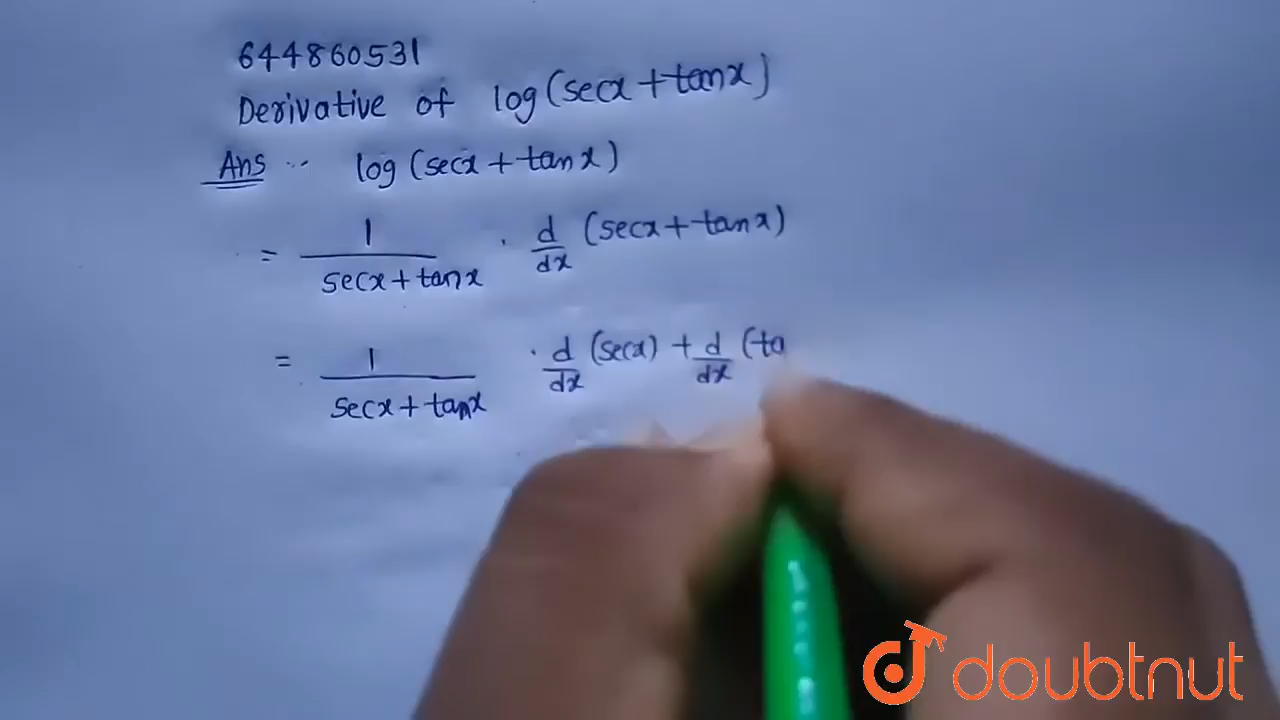 644860531
Derivative of log(secx+tanx)
Ans .. log(secx+tanx)
= 1/(secx+tanx) · d/dx (secx+tanx)
= 1/(secx+tanx) · d/dx (secx) + d/dx (ta
doubtnut